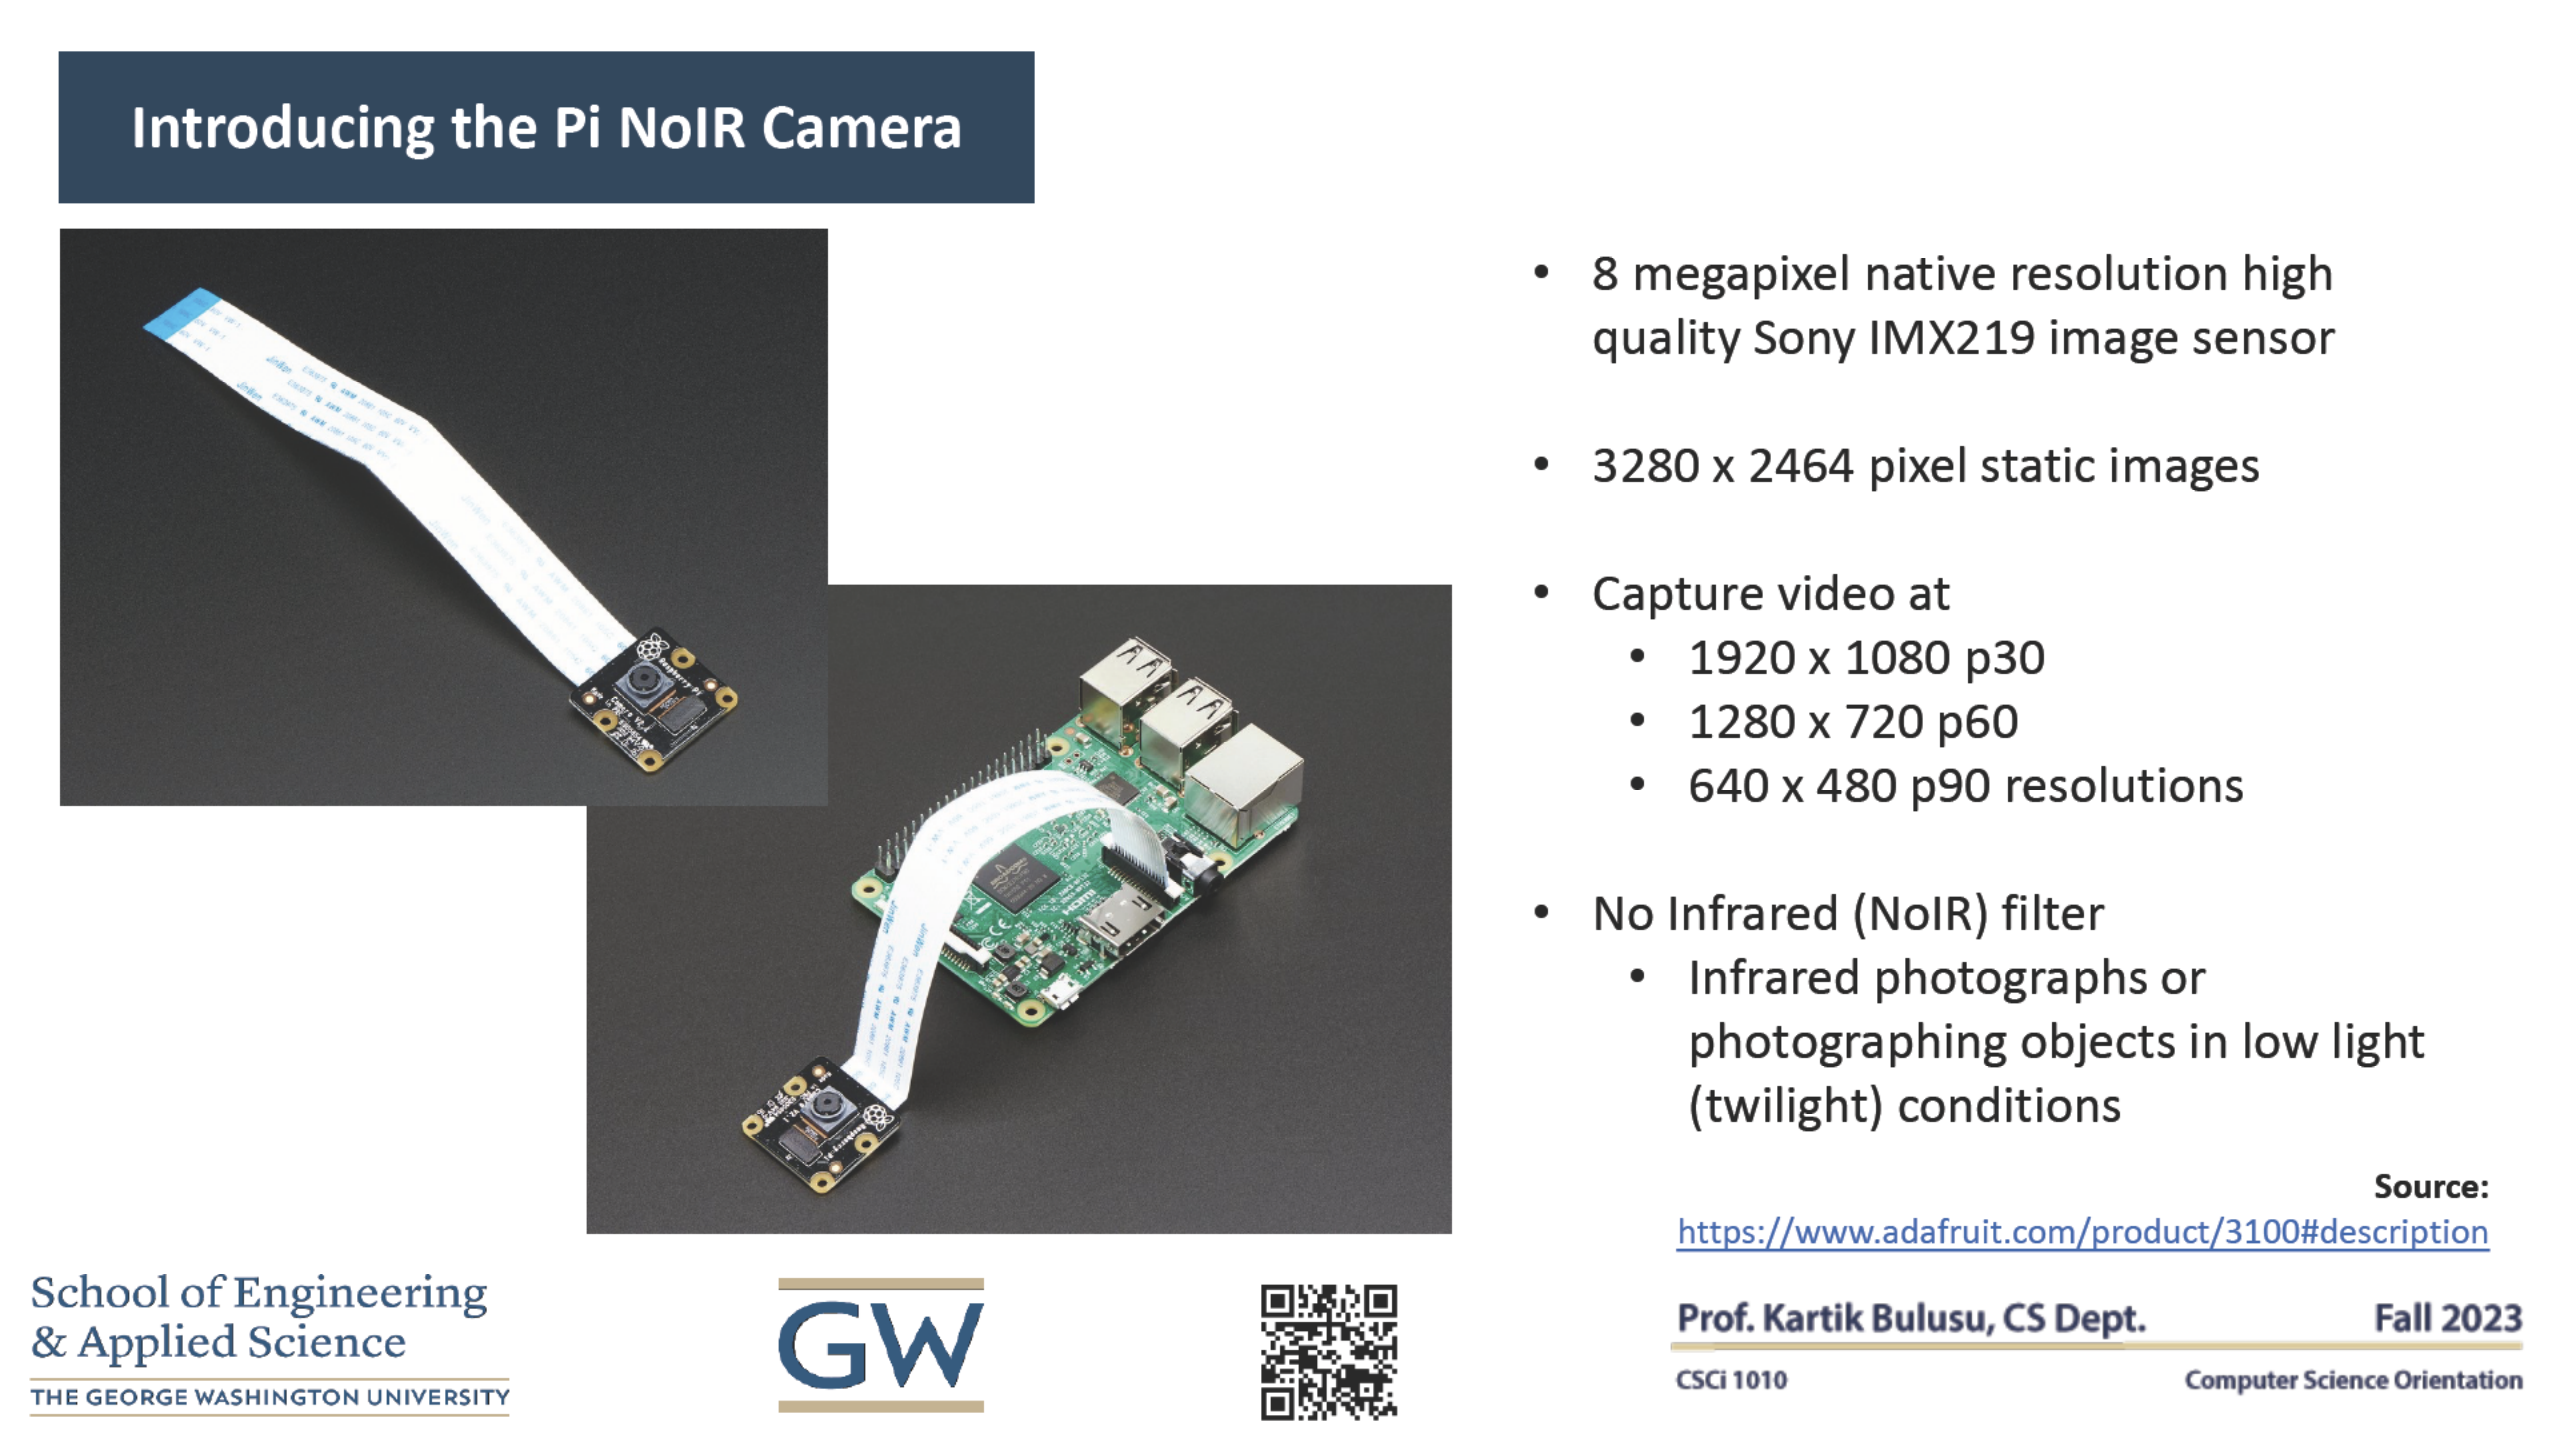 Introducing the Pi NoIR Camera
• 8 megapixel native resolution high
quality Sony IMX219 image sensor
• 3280 x 2464 pixel static images
• Capture video at
• 1920 x 1080 p30
• 1280 x 720 p60
• 640 x 480 p90 resolutions
• No Infrared (NoIR) filter
• Infrared photographs or
photographing objects in low light
(twilight) conditions
Source:
https://www.adafruit.com/product/3100#description
School of Engineering
& Applied Science
THE GEORGE WASHINGTON UNIVERSITY
GW
Prof. Kartik Bulusu, CS Dept. Fall 2023
CSCi 1010 Computer Science Orientation
Raspberry Pi
HDMI